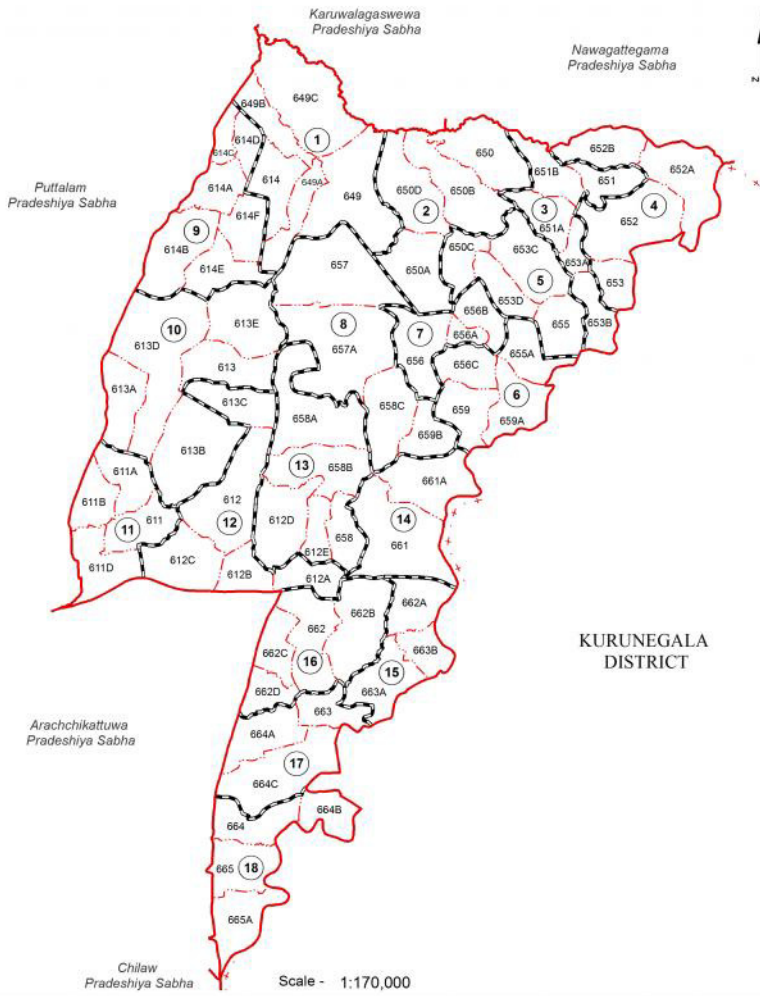 Karuwalagaswewa
Pradeshiya Sabha
Nawagattegama
Pradeshiya Sabha
z
649B
649C
1
614D
614C
614
649A
649
614A
614F
9
614B
614E
650
650D
650B
2
650C
650A
651B
652B
652A
651
3
4
651A
652
653C
653A
5
653
653D
653B
655
Puttalam
Pradeshiya Sabha
657
8
657A
7
656B
656A
656
656C
655A
6
659
659A
10
613E
613D
613
613A
613C
613B
658A
658C
659B
611A
611B
611
11
611D
612
12
612C
612B
13
658B
612D
612E
658
612A
661A
14
661
662B
662A
662
663B
662C
16
15
662D
663A
663
KURUNEGALA
DISTRICT
Arachchikattuwa
Pradeshiya Sabha
664A
17
664C
664B
664
665
18
665A
Chilaw
Pradeshiya Sabha
Scale - 1:170,000